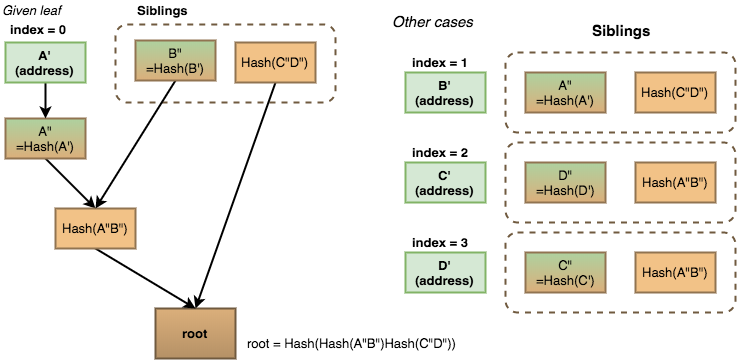 Given leaf
index = 0
A'
(address)
Siblings
B"
=Hash(B')
Hash(C"D")
A"
=Hash(A')
Hash(A"B")
root
root = Hash(Hash(A"B")Hash(C"D"))
Other cases
Siblings
index = 1
B'
(address)
A"
=Hash(A')
Hash(C"D")
index = 2
C'
(address)
D"
=Hash(D')
Hash(A"B")
index = 3
D'
(address)
C"
=Hash(C')
Hash(A"B")